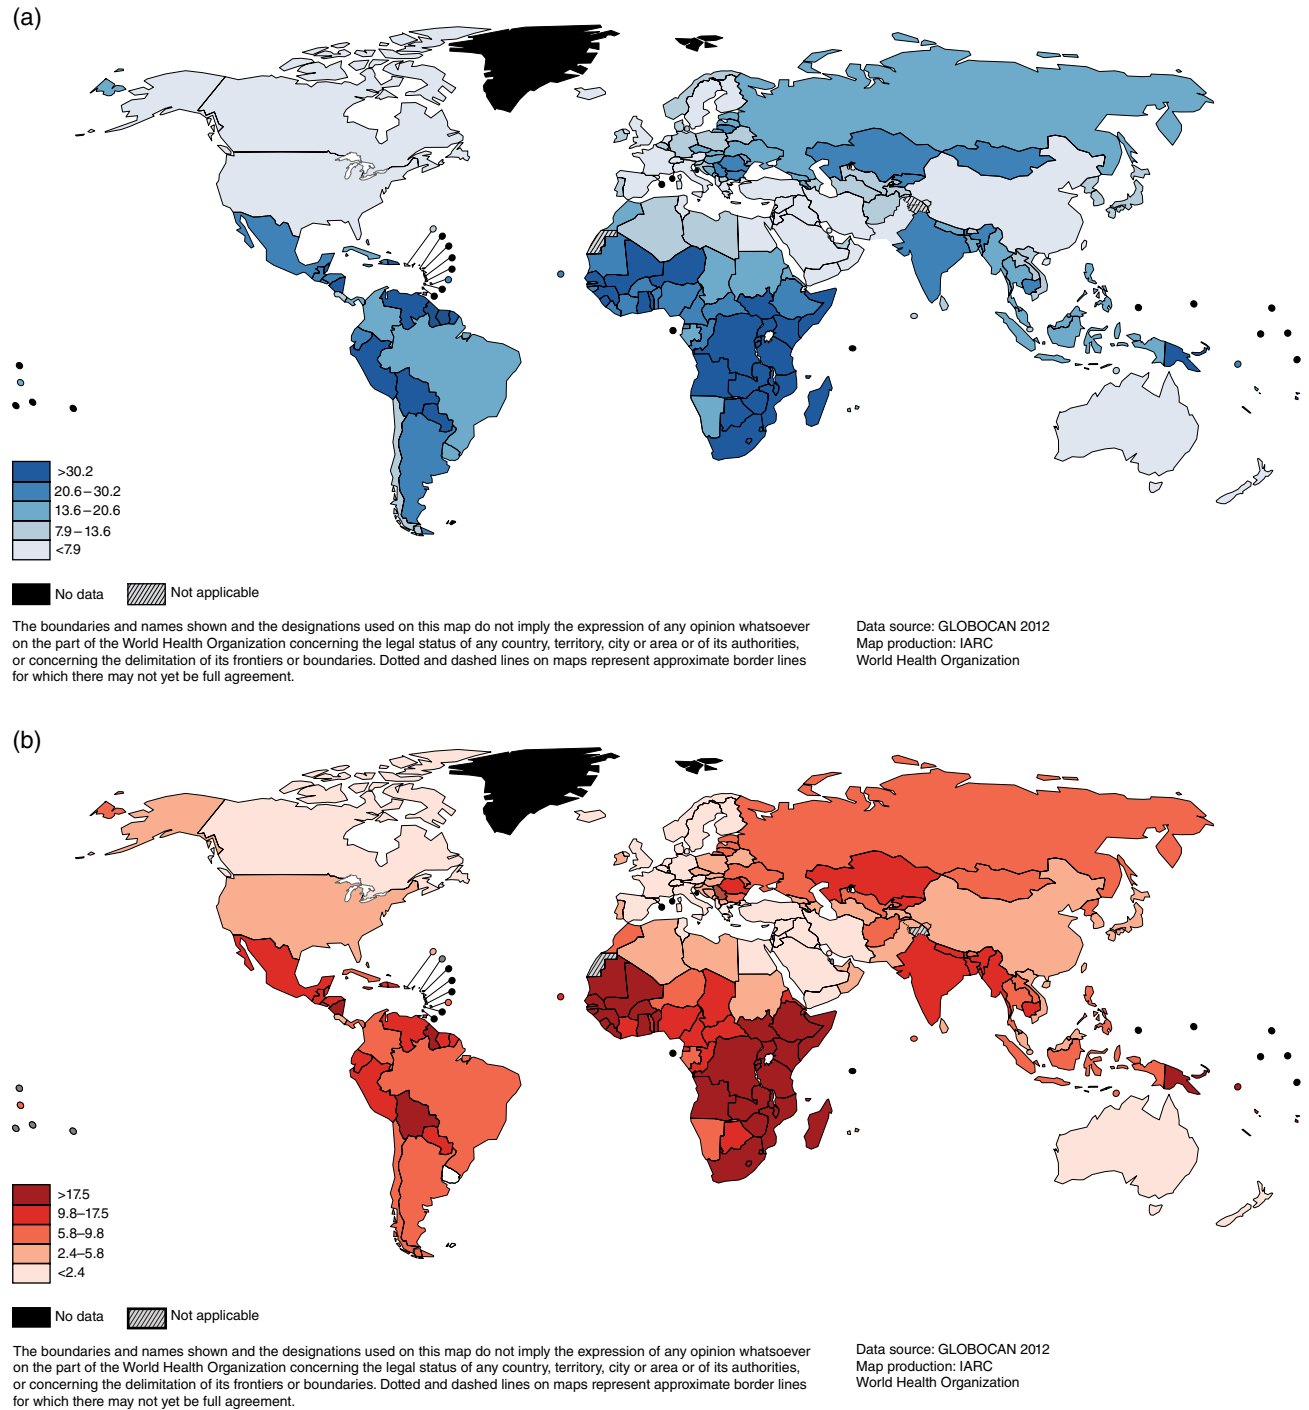 (a)
>30.2
20.6–30.2
13.6–20.6
7.9–13.6
<7.9
No data
Not applicable
The boundaries and names shown and the designations used on this map do not imply the expression of any opinion whatsoever
on the part of the World Health Organization concerning the legal status of any country, territory, city or area or of its authorities,
or concerning the delimitation of its frontiers or boundaries. Dotted and dashed lines on maps represent approximate border lines
for which there may not yet be full agreement.
Data source: GLOBOCAN 2012
Map production: IARC
World Health Organization
(b)
>17.5
9.8–17.5
5.8–9.8
2.4–5.8
<2.4
No data
Not applicable
The boundaries and names shown and the designations used on this map do not imply the expression of any opinion whatsoever
on the part of the World Health Organization concerning the legal status of any country, territory, city or area or of its authorities,
or concerning the delimitation of its frontiers or boundaries. Dotted and dashed lines on maps represent approximate border lines
for which there may not yet be full agreement.
Data source: GLOBOCAN 2012
Map production: IARC
World Health Organization